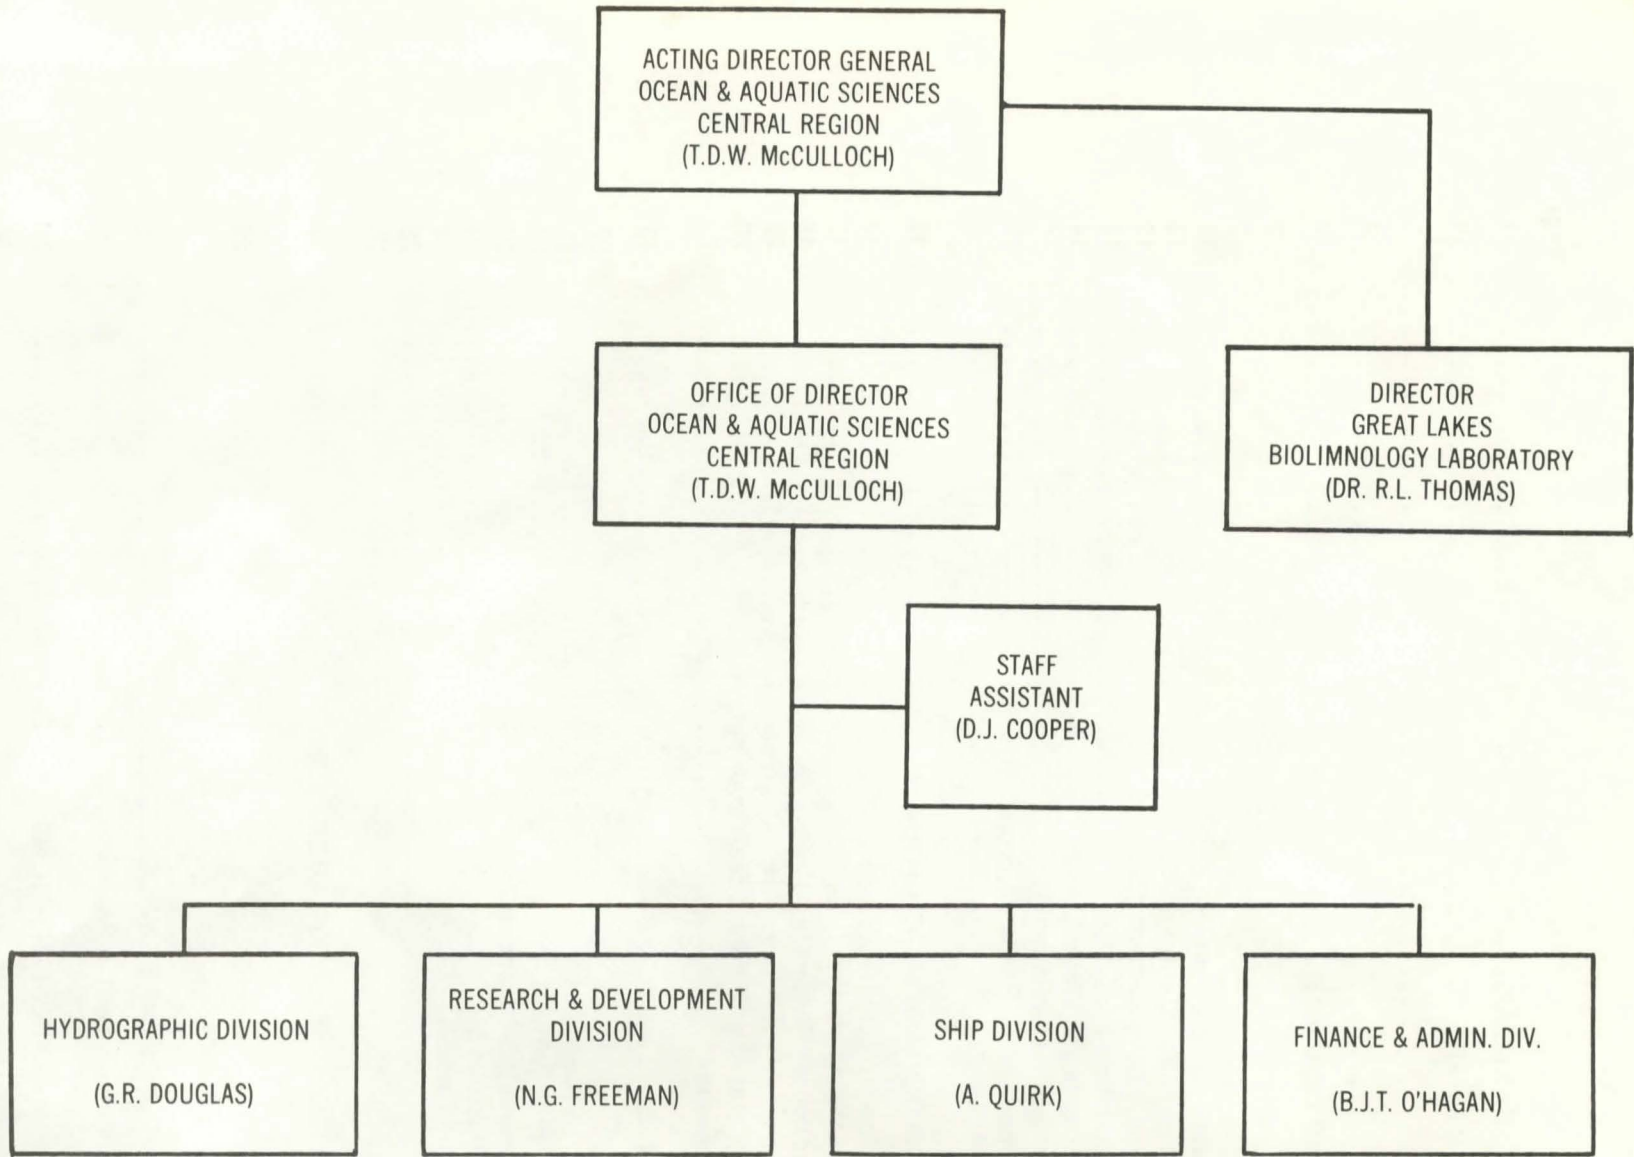 ACTING DIRECTOR GENERAL
OCEAN & AQUATIC SCIENCES
CENTRAL REGION
(T.D.W. McCULLOCH)
OFFICE OF DIRECTOR
OCEAN & AQUATIC SCIENCES
CENTRAL REGION
(T.D.W. McCULLOCH)
DIRECTOR
GREAT LAKES
BIOLIMNOLOGY LABORATORY
(DR. R.L. THOMAS)
STAFF
ASSISTANT
(D.J. COOPER)
HYDROGRAPHIC DIVISION
(G.R. DOUGLAS)
RESEARCH & DEVELOPMENT
DIVISION
(N.G. FREEMAN)
SHIP DIVISION
(A. QUIRK)
FINANCE & ADMIN. DIV.
(B.J.T. O'HAGAN)